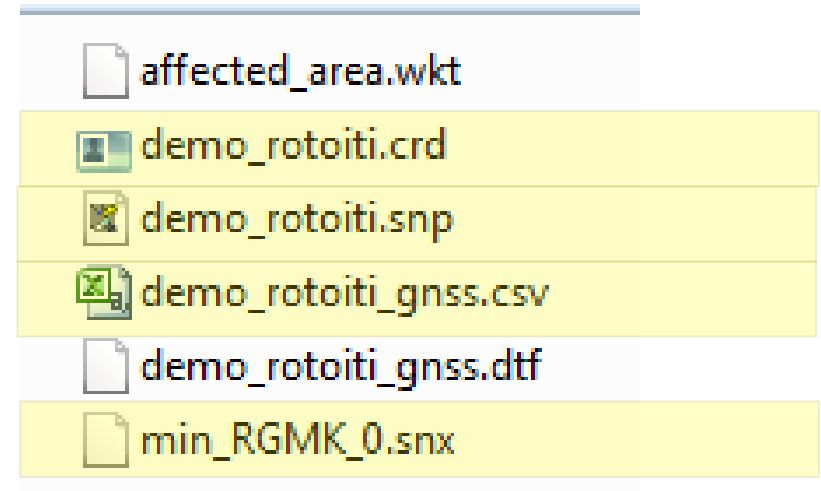 affected_area.wkt
demo_rotoiti.crd
demo_rotoiti.snp
demo_rotoiti_gnss.csv
demo_rotoiti_gnss.dtf
min_RGMK_0.snx